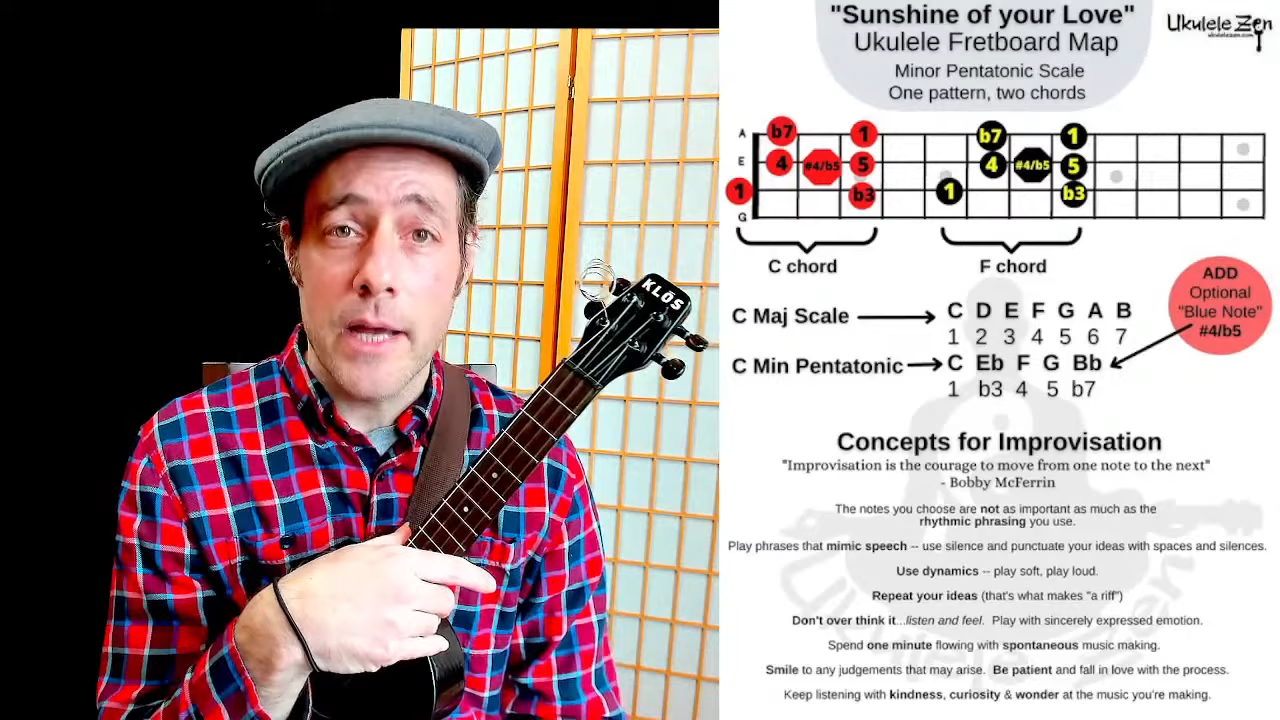 KLŌS
"Sunshine of your Love"
Ukulele Fretboard Map
Minor Pentatonic Scale
One pattern, two chords
Ukulele Zen
ukulelezen.com
A b7 1 b7 1
E 4 #4/b5 5 4 #4/b5 5
1 b3 1 b3
G
C chord F chord
C Maj Scale C D E F G A B
1 2 3 4 5 6 7
C Min Pentatonic C Eb F G Bb
1 b3 4 5 b7
ADD
Optional
"Blue Note"
#4/b5
Concepts for Improvisation
"Improvisation is the courage to move from one note to the next"
- Bobby McFerrin
The notes you choose are not as important as much as the
rhythmic phrasing you use.
Play phrases that mimic speech -- use silence and punctuate your ideas with spaces and silences.
Use dynamics -- play soft, play loud.
Repeat your ideas (that's what makes "a riff")
Don't over think it...listen and feel. Play with sincerely expressed emotion.
Spend one minute flowing with spontaneous music making.
Smile to any judgements that may arise. Be patient and fall in love with the process.
Keep listening with kindness, curiosity & wonder at the music you're making.